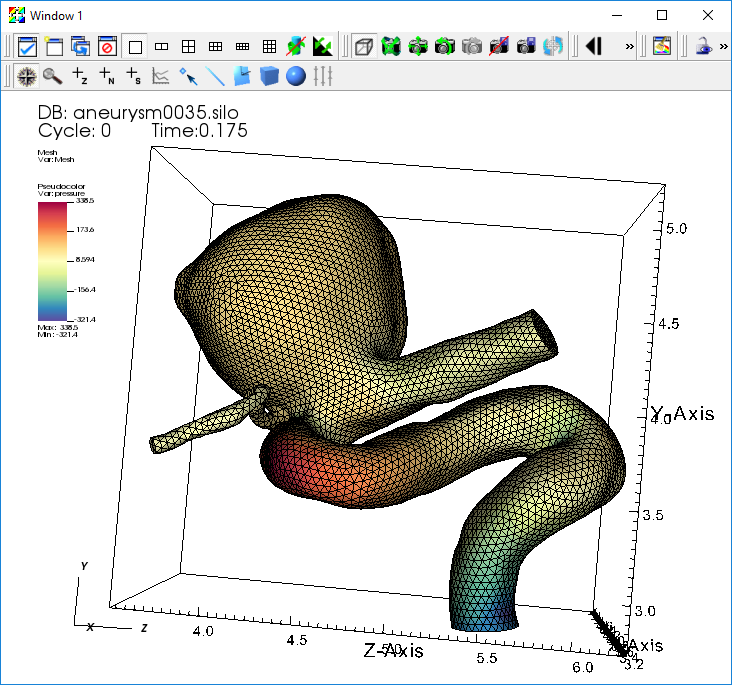 Window 1
»
»
Z
N
S
DB: aneurysm0035.silo
Cycle: 0 Time:0.175
Mesh
Var: Mesh
Pseudocolor
Var: pressure
338.5
173.6
8.594
-156.4
-321.4
Max: 338.5
Min: -321.4
5.0
4.5
4.0
Y-Axis
3.5
3.0
Y
X
Z
4.0
4.5
Z-Axis
5.5
6.0
3.2
Axis